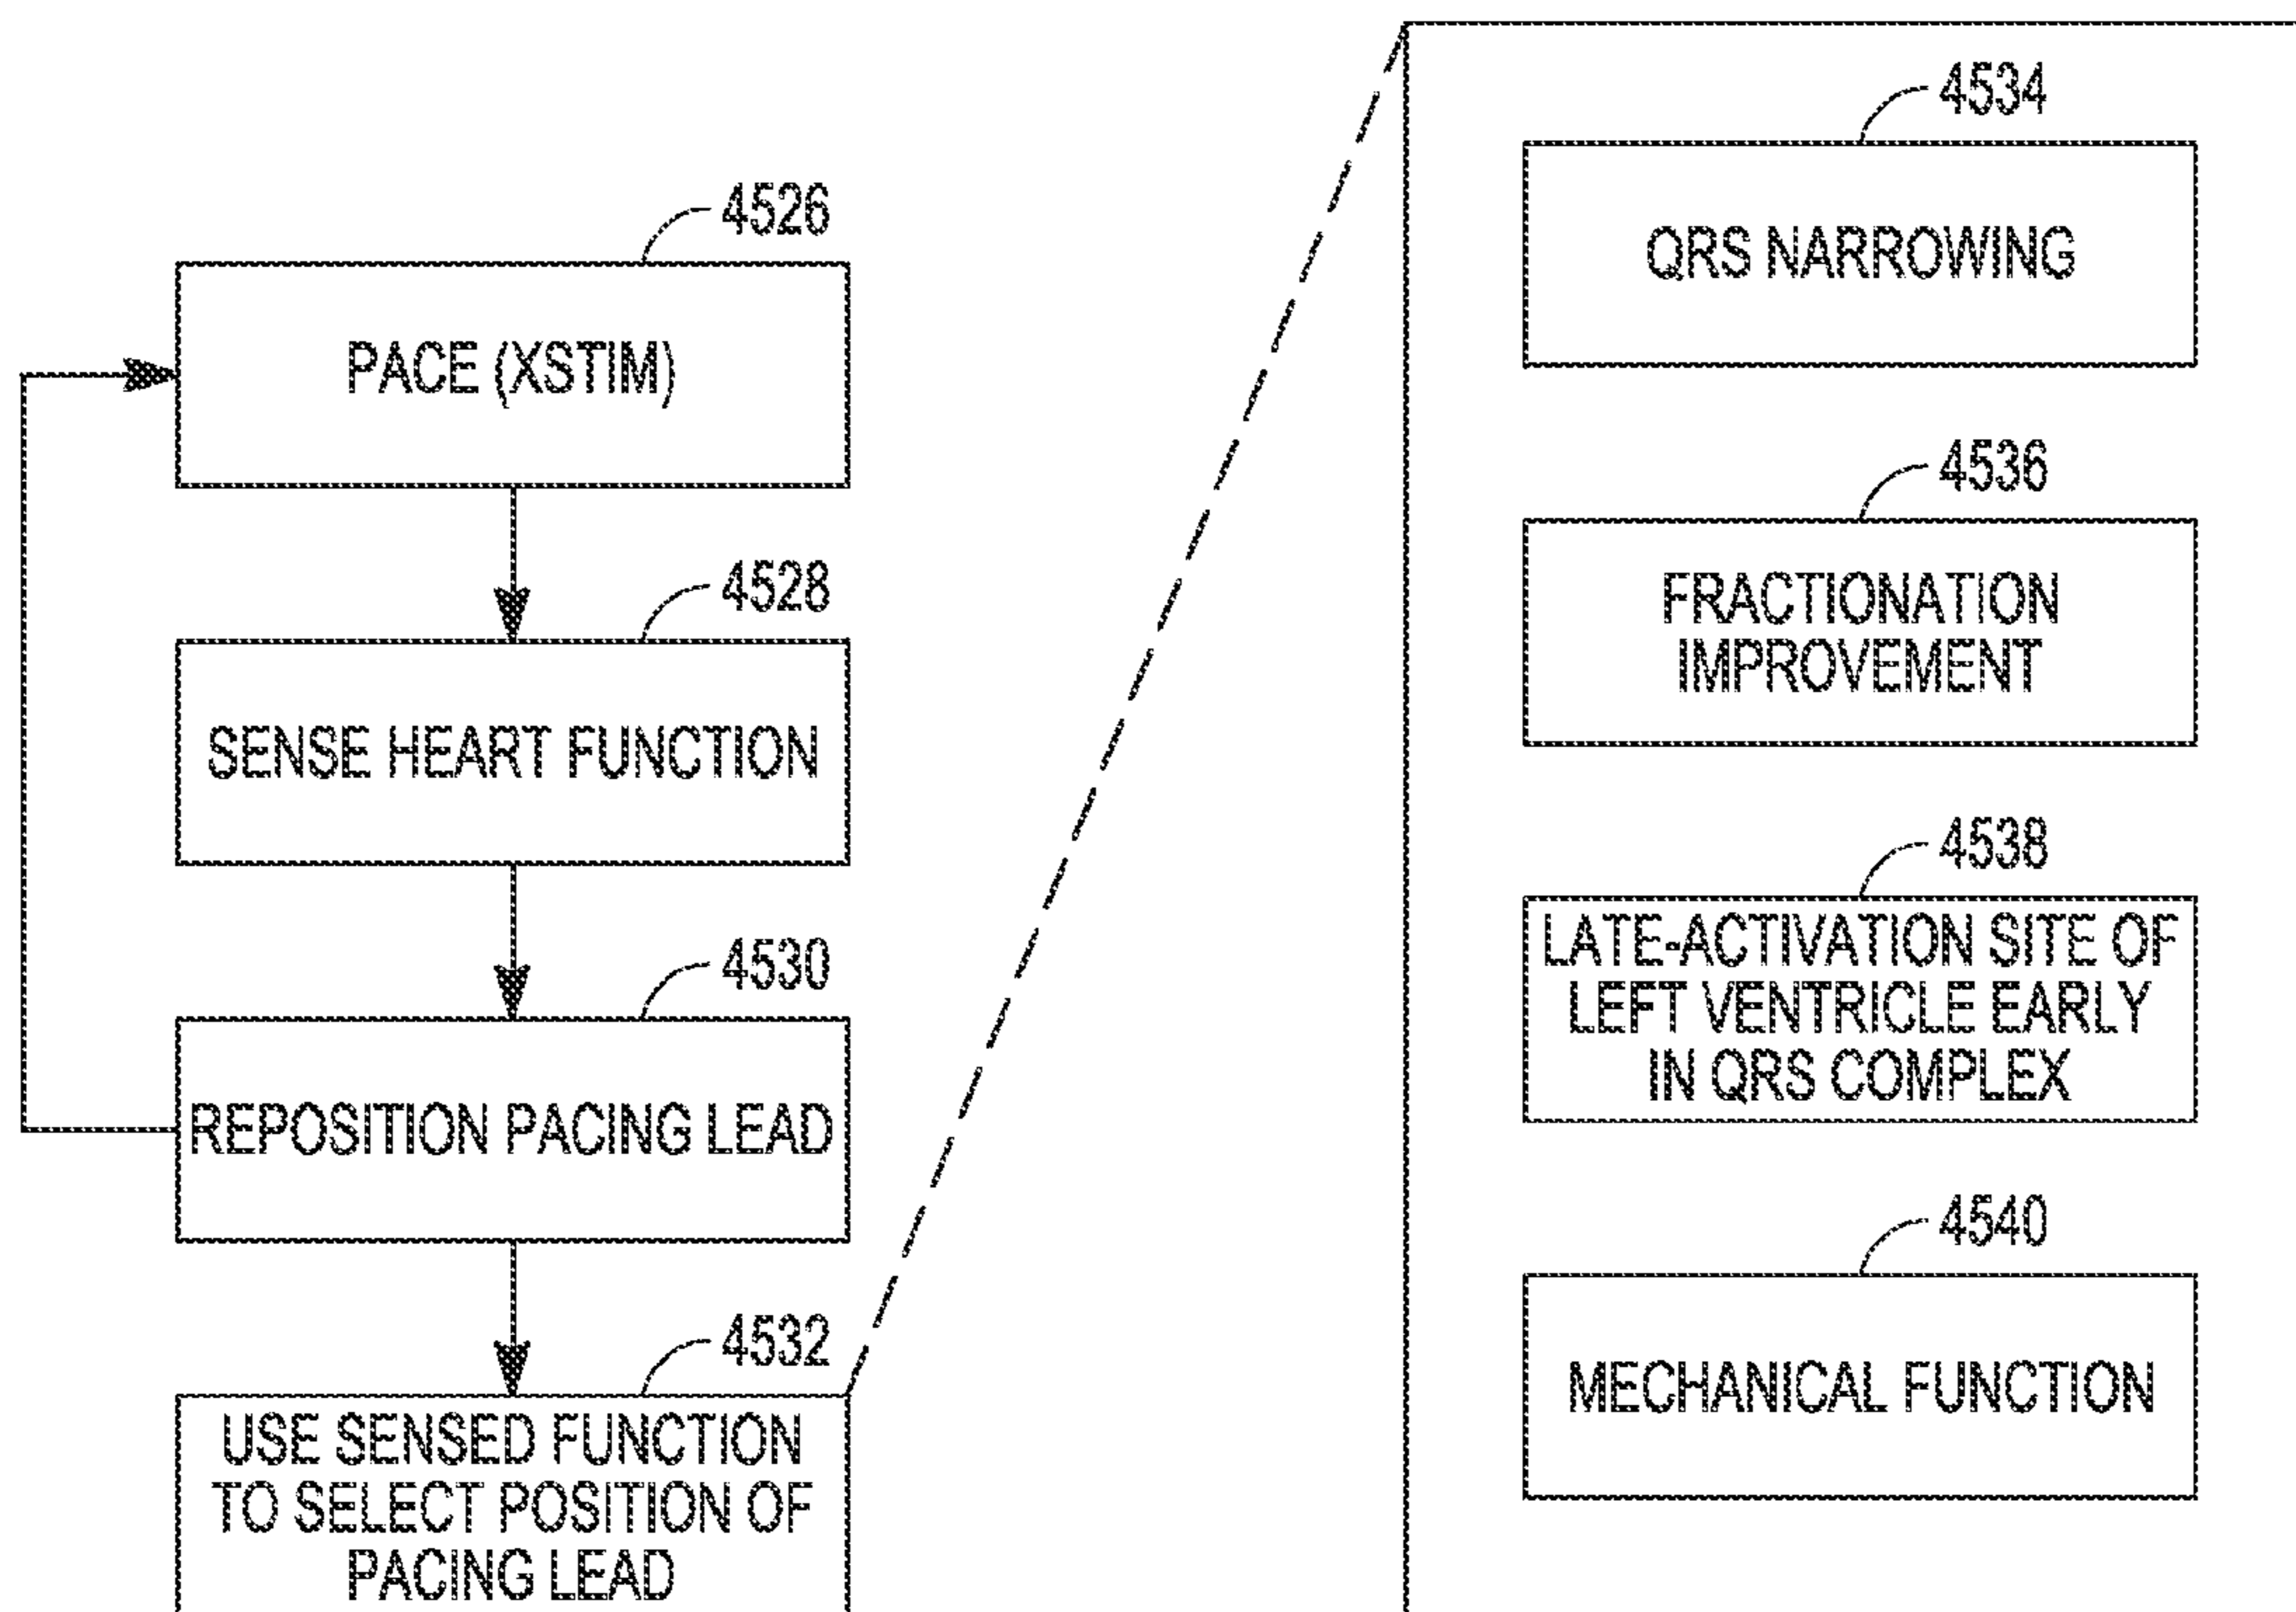 4526
PACE (XSTIM)
4528
SENSE HEART FUNCTION
4530
REPOSITION PACING LEAD
4532
USE SENSED FUNCTION
TO SELECT POSITION OF
PACING LEAD
4534
QRS NARROWING
4536
FRACTIONATION
IMPROVEMENT
4538
LATE-ACTIVATION SITE OF
LEFT VENTRICLE EARLY
IN QRS COMPLEX
4540
MECHANICAL FUNCTION